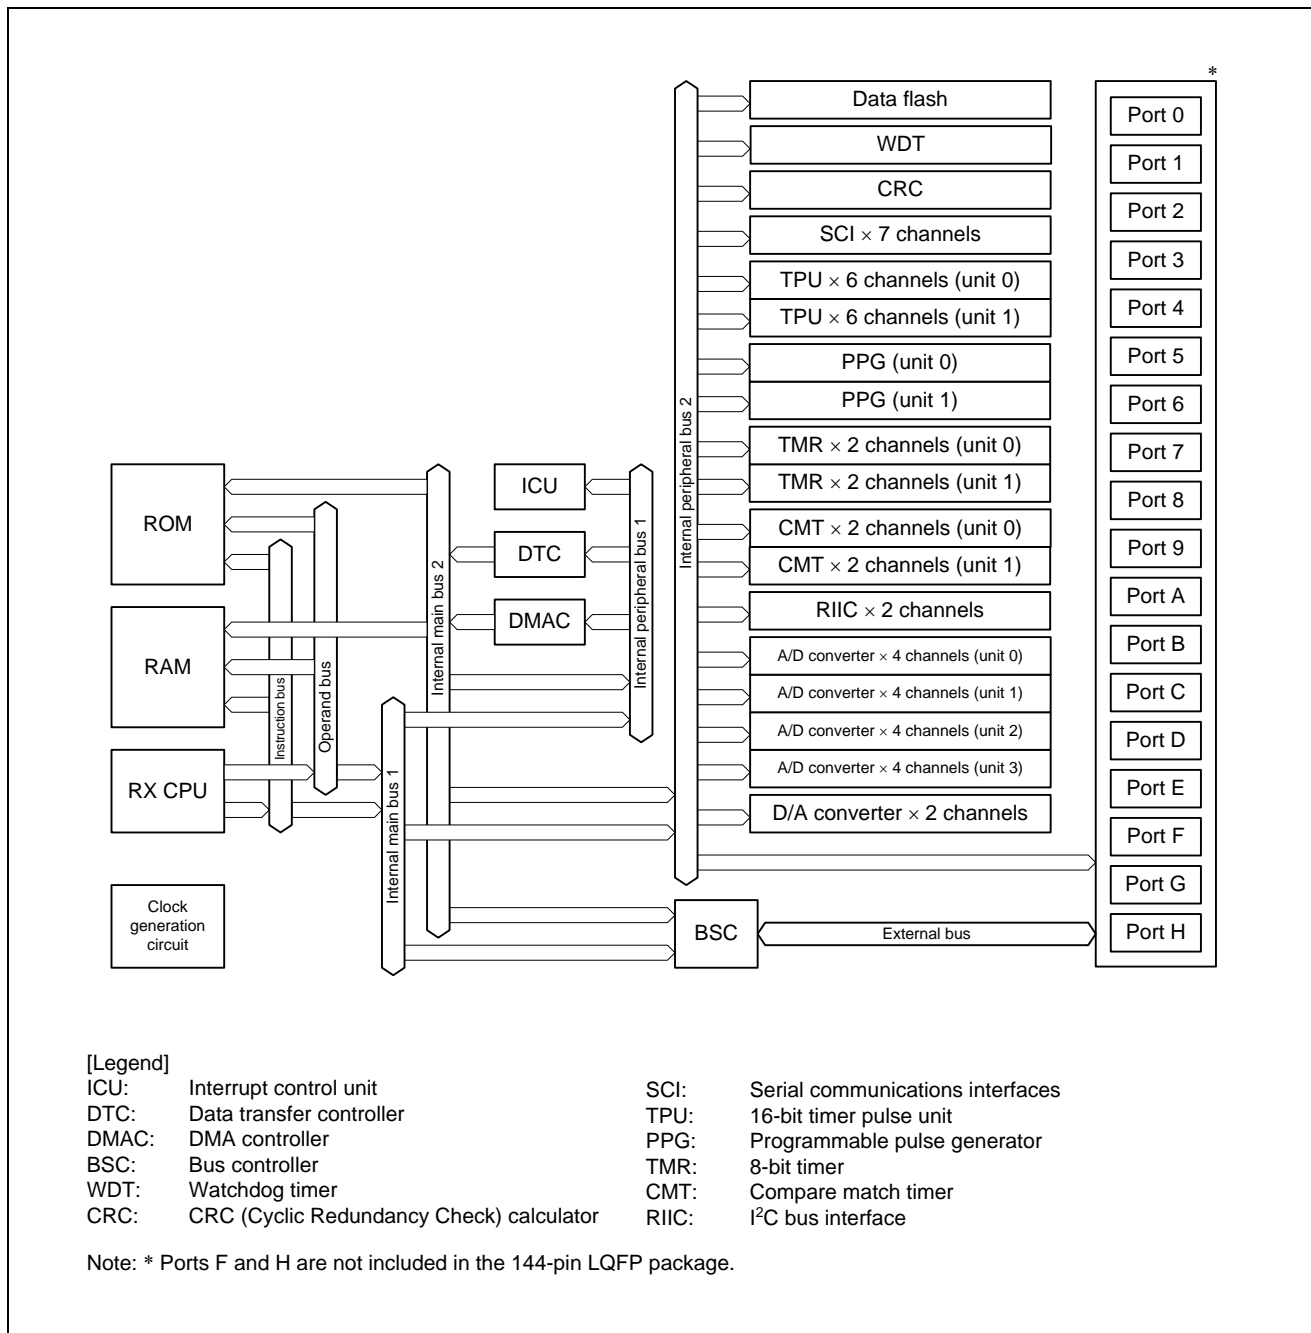 *
Data flash
WDT
CRC
SCI × 7 channels
TPU × 6 channels (unit 0)
TPU × 6 channels (unit 1)
PPG (unit 0)
PPG (unit 1)
TMR × 2 channels (unit 0)
TMR × 2 channels (unit 1)
CMT × 2 channels (unit 0)
CMT × 2 channels (unit 1)
RIIC × 2 channels
A/D converter × 4 channels (unit 0)
A/D converter × 4 channels (unit 1)
A/D converter × 4 channels (unit 2)
A/D converter × 4 channels (unit 3)
D/A converter × 2 channels
Port 0
Port 1
Port 2
Port 3
Port 4
Port 5
Port 6
Port 7
Port 8
Port 9
Port A
Port B
Port C
Port D
Port E
Port F
Port G
Port H
ROM
RAM
RX CPU
Clock
generation
circuit
Instruction bus
Operand bus
Internal main bus 1
Internal main bus 2
ICU
DTC
DMAC
Internal peripheral bus 1
Internal peripheral bus 2
BSC
External bus
[Legend]
ICU: Interrupt control unit
DTC: Data transfer controller
DMAC: DMA controller
BSC: Bus controller
WDT: Watchdog timer
CRC: CRC (Cyclic Redundancy Check) calculator
SCI: Serial communications interfaces
TPU: 16-bit timer pulse unit
PPG: Programmable pulse generator
TMR: 8-bit timer
CMT: Compare match timer
RIIC: I²C bus interface
Note: * Ports F and H are not included in the 144-pin LQFP package.